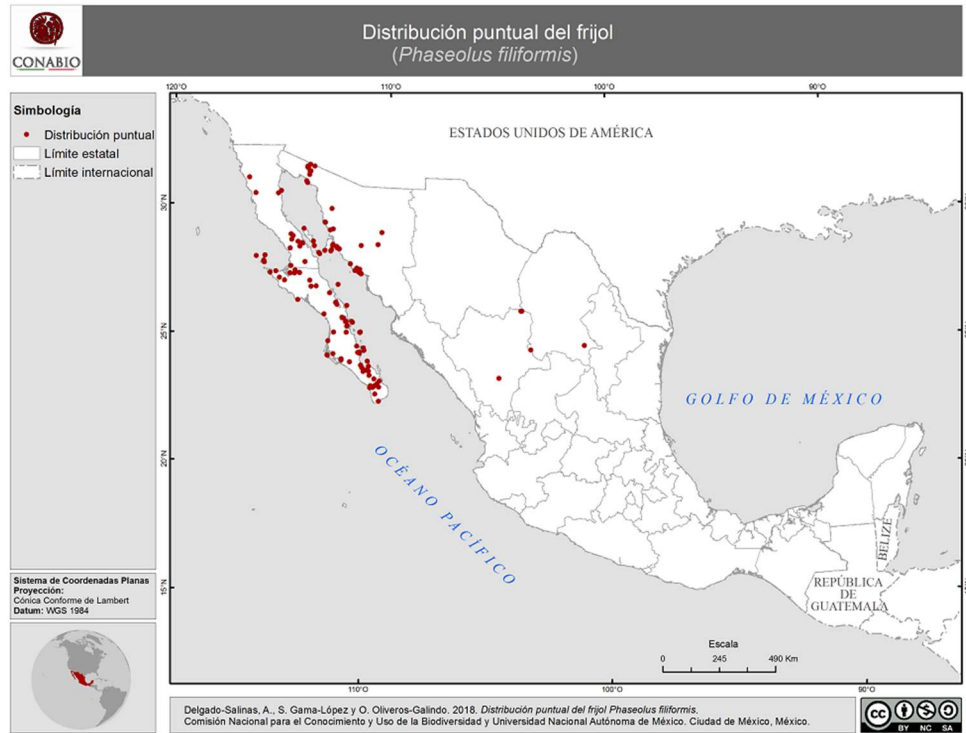 CONABIO
Distribución puntual del frijol
(Phaseolus filiformis)
120°O
110°O
100°O
90°O
Simbología
Distribución puntual
Límite estatal
Límite internacional
ESTADOS UNIDOS DE AMÉRICA
30°N
25°N
20°N
15°N
GOLFO DE MÉXICO
OCÉANO PACÍFICO
BELIZE
REPÚBLICA
DE
GUATEMALA
Sistema de Coordenadas Planas
Proyección:
Cónica Conforme de Lambert
Datum: WGS 1984
Escala
0 245 490 Km
110°O
100°O
90°O
Delgado-Salinas, A., S. Gama-López y O. Oliveros-Galindo. 2018. Distribución puntual del frijol Phaseolus filiformis.
Comisión Nacional para el Conocimiento y Uso de la Biodiversidad y Universidad Nacional Autónoma de México. Ciudad de México, México.
cc
BY NC SA